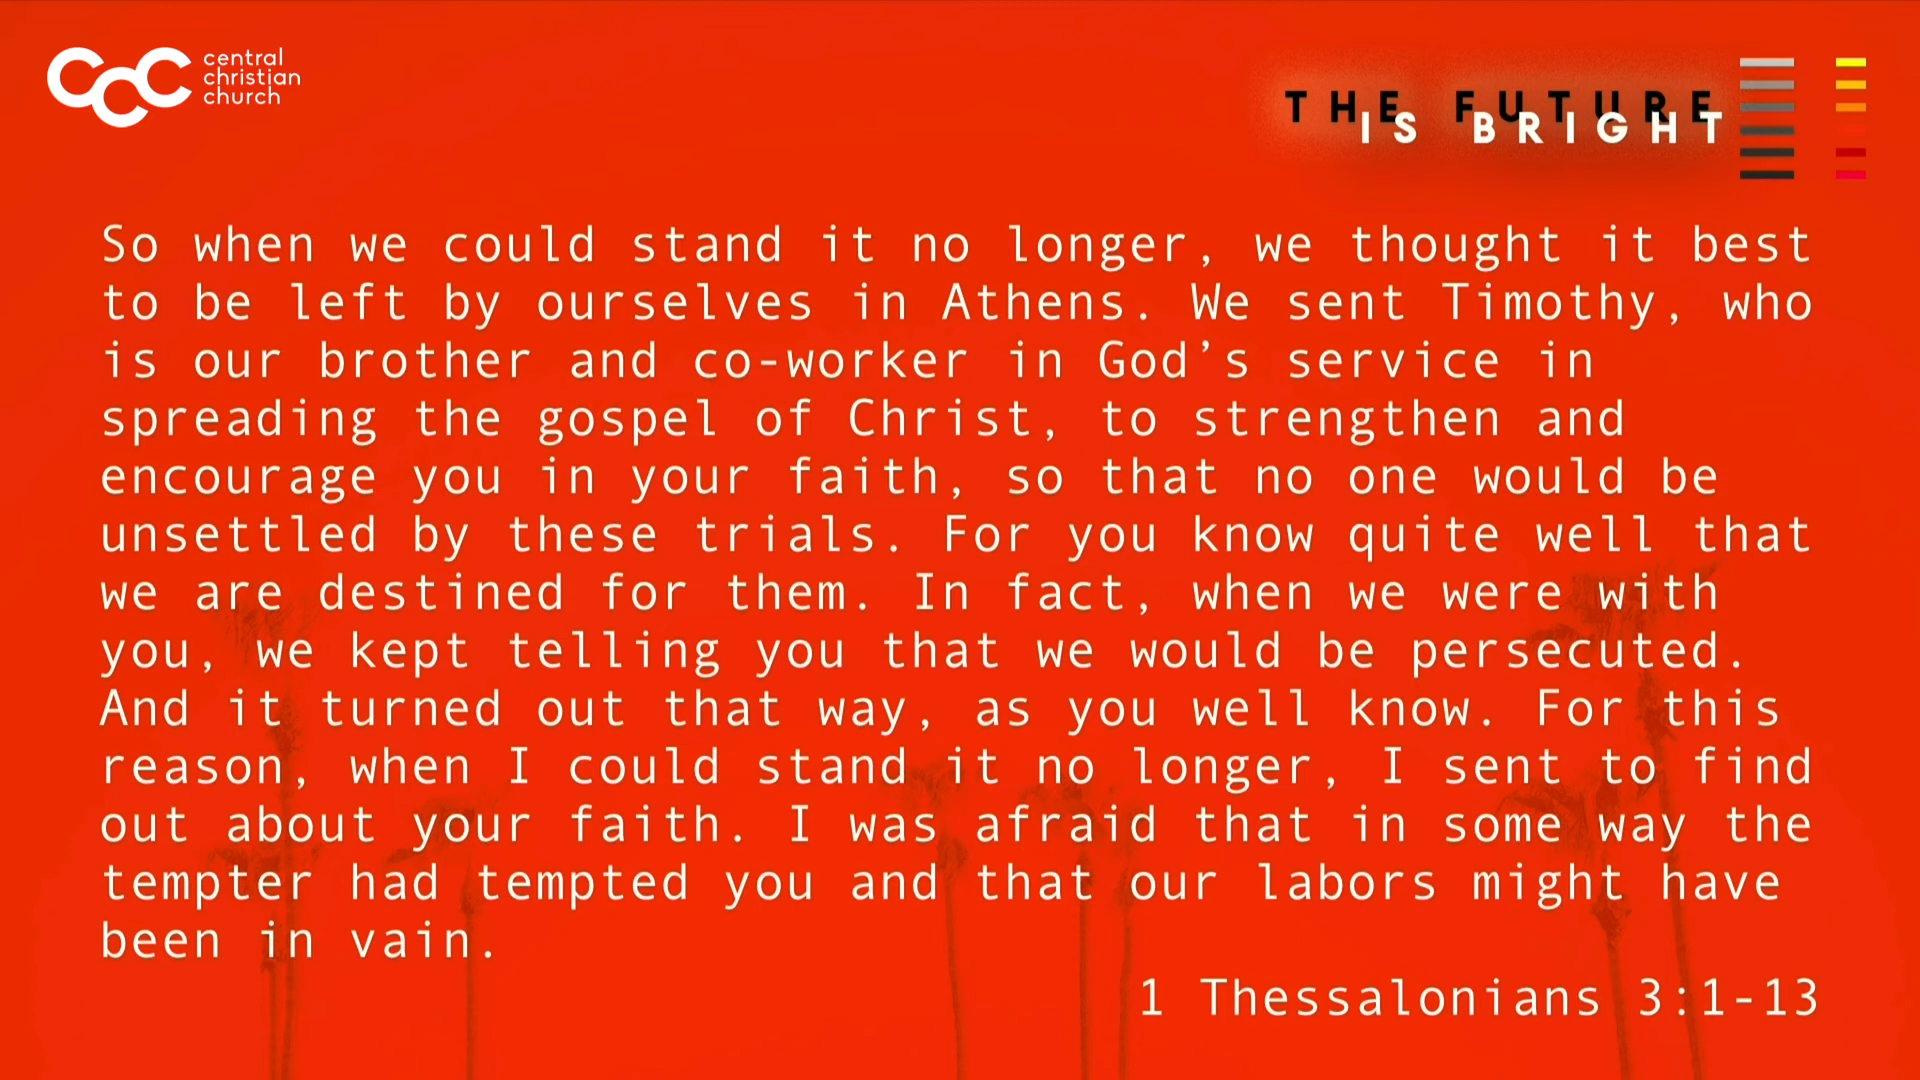 central
christian
church
THE FUTURE
IS BRIGHT
So when we could stand it no longer, we thought it best
to be left by ourselves in Athens. We sent Timothy, who
is our brother and co-worker in God’s service in
spreading the gospel of Christ, to strengthen and
encourage you in your faith, so that no one would be
unsettled by these trials. For you know quite well that
we are destined for them. In fact, when we were with
you, we kept telling you that we would be persecuted.
And it turned out that way, as you well know. For this
reason, when I could stand it no longer, I sent to find
out about your faith. I was afraid that in some way the
tempter had tempted you and that our labors might have
been in vain.
1 Thessalonians 3:1-13